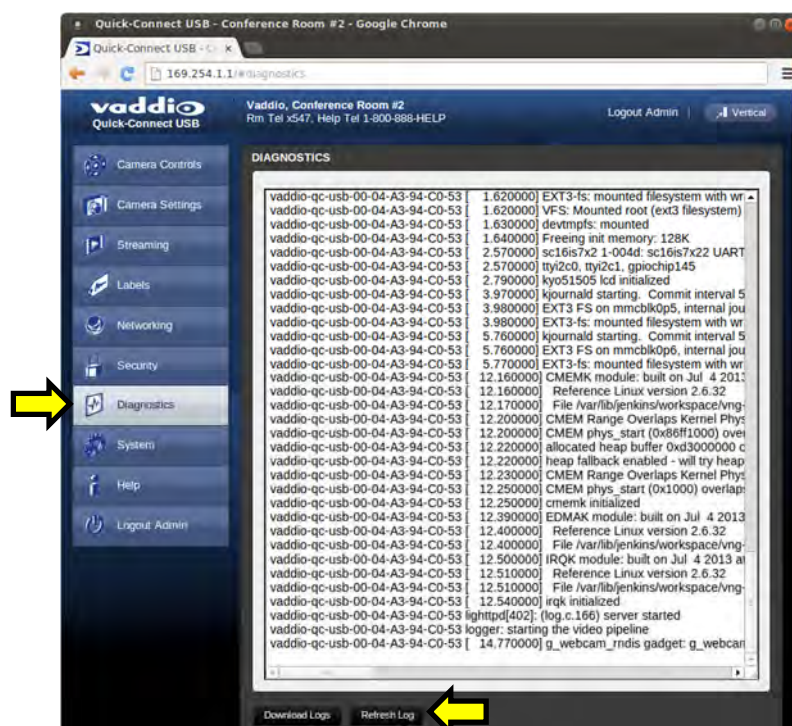 Quick-Connect USB - Conference Room #2 - Google Chrome
Quick-Connect USB - C
169.254.1.1/#diagnostics
vaddio
Quick-Connect USB
Vaddio, Conference Room #2
Rm Tel x547, Help Tel 1-800-888-HELP
Logout Admin
Vertical
Camera Controls
Camera Settings
Streaming
Labels
Networking
Security
Diagnostics
System
Help
Logout Admin
DIAGNOSTICS
vaddio-qc-usb-00-04-A3-94-C0-53 [ 1.620000] EXT3-fs: mounted filesystem with wr
vaddio-qc-usb-00-04-A3-94-C0-53 [ 1.620000] VFS: Mounted root (ext3 filesystem)
vaddio-qc-usb-00-04-A3-94-C0-53 [ 1.630000] devtmpfs: mounted
vaddio-qc-usb-00-04-A3-94-C0-53 [ 1.640000] Freeing init memory: 128K
vaddio-qc-usb-00-04-A3-94-C0-53 [ 2.570000] sc16is7x2 1-004d: sc16is7x22 UART
vaddio-qc-usb-00-04-A3-94-C0-53 [ 2.570000] ttyi2c0, ttyi2c1, gpiochip145
vaddio-qc-usb-00-04-A3-94-C0-53 [ 2.790000] kyo51505 lcd initialized
vaddio-qc-usb-00-04-A3-94-C0-53 [ 3.970000] kjournald starting. Commit interval 5
vaddio-qc-usb-00-04-A3-94-C0-53 [ 3.980000] EXT3 FS on mmcblk0p5, internal jou
vaddio-qc-usb-00-04-A3-94-C0-53 [ 3.980000] EXT3-fs: mounted filesystem with wr
vaddio-qc-usb-00-04-A3-94-C0-53 [ 5.760000] kjournald starting. Commit interval 5
vaddio-qc-usb-00-04-A3-94-C0-53 [ 5.760000] EXT3 FS on mmcblk0p6, internal jou
vaddio-qc-usb-00-04-A3-94-C0-53 [ 5.770000] EXT3-fs: mounted filesystem with wr
vaddio-qc-usb-00-04-A3-94-C0-53 [ 12.160000] CMEMK module: built on Jul 4 2013
vaddio-qc-usb-00-04-A3-94-C0-53 [ 12.160000] Reference Linux version 2.6.32
vaddio-qc-usb-00-04-A3-94-C0-53 [ 12.170000] File /var/lib/jenkins/workspace/vng-
vaddio-qc-usb-00-04-A3-94-C0-53 [ 12.200000] CMEM Range Overlaps Kernel Phys
vaddio-qc-usb-00-04-A3-94-C0-53 [ 12.200000] CMEM phys_start (0x86ff1000) over
vaddio-qc-usb-00-04-A3-94-C0-53 [ 12.220000] allocated heap buffer 0xd3000000 o
vaddio-qc-usb-00-04-A3-94-C0-53 [ 12.220000] heap fallback enabled - will try heap
vaddio-qc-usb-00-04-A3-94-C0-53 [ 12.230000] CMEM Range Overlaps Kernel Phys
vaddio-qc-usb-00-04-A3-94-C0-53 [ 12.250000] CMEM phys_start (0x1000) overlaps
vaddio-qc-usb-00-04-A3-94-C0-53 [ 12.250000] cmemk initialized
vaddio-qc-usb-00-04-A3-94-C0-53 [ 12.390000] EDMAK module: built on Jul 4 2013
vaddio-qc-usb-00-04-A3-94-C0-53 [ 12.400000] Reference Linux version 2.6.32
vaddio-qc-usb-00-04-A3-94-C0-53 [ 12.400000] File /var/lib/jenkins/workspace/vng-
vaddio-qc-usb-00-04-A3-94-C0-53 [ 12.500000] IRQK module: built on Jul 4 2013 at
vaddio-qc-usb-00-04-A3-94-C0-53 [ 12.510000] Reference Linux version 2.6.32
vaddio-qc-usb-00-04-A3-94-C0-53 [ 12.510000] File /var/lib/jenkins/workspace/vng-
vaddio-qc-usb-00-04-A3-94-C0-53 [ 12.540000] irqk initialized
vaddio-qc-usb-00-04-A3-94-C0-53 lighttpd[402]: (log.c.166) server started
vaddio-qc-usb-00-04-A3-94-C0-53 logger: starting the video pipeline
vaddio-qc-usb-00-04-A3-94-C0-53 [ 14.770000] g_webcam_rndis gadget: g_webcam
Download Logs
Refresh Log